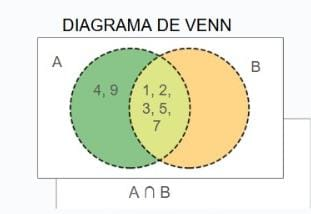 DIAGRAMA DE VENN
A
B
4, 9
1, 2,
3, 5,
7
A ∩ B